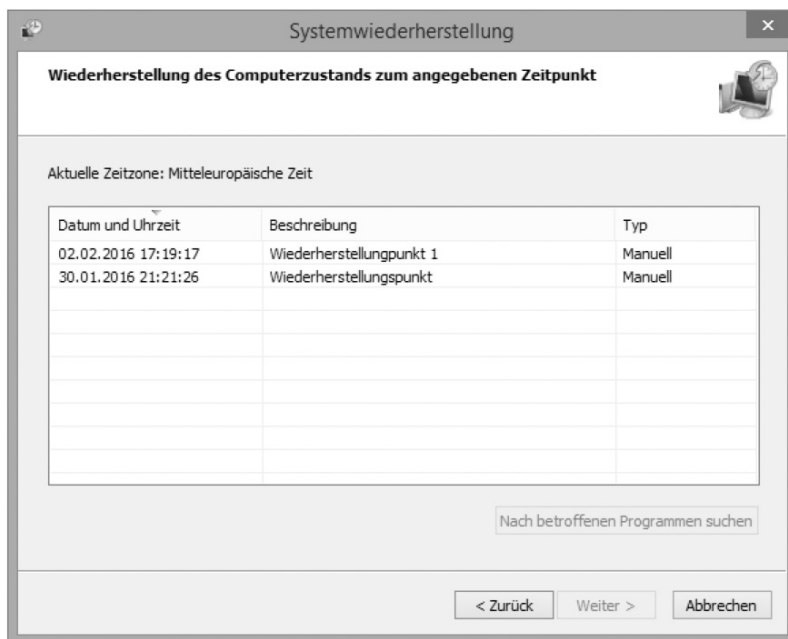 Systemwiederherstellung
Wiederherstellung des Computerzustands zum angegebenen Zeitpunkt
Aktuelle Zeitzone: Mitteleuropäische Zeit
Datum und Uhrzeit Beschreibung Typ
02.02.2016 17:19:17 Wiederherstellungpunkt 1 Manuell
30.01.2016 21:21:26 Wiederherstellungspunkt Manuell
Nach betroffenen Programmen suchen
< Zurück Weiter > Abbrechen